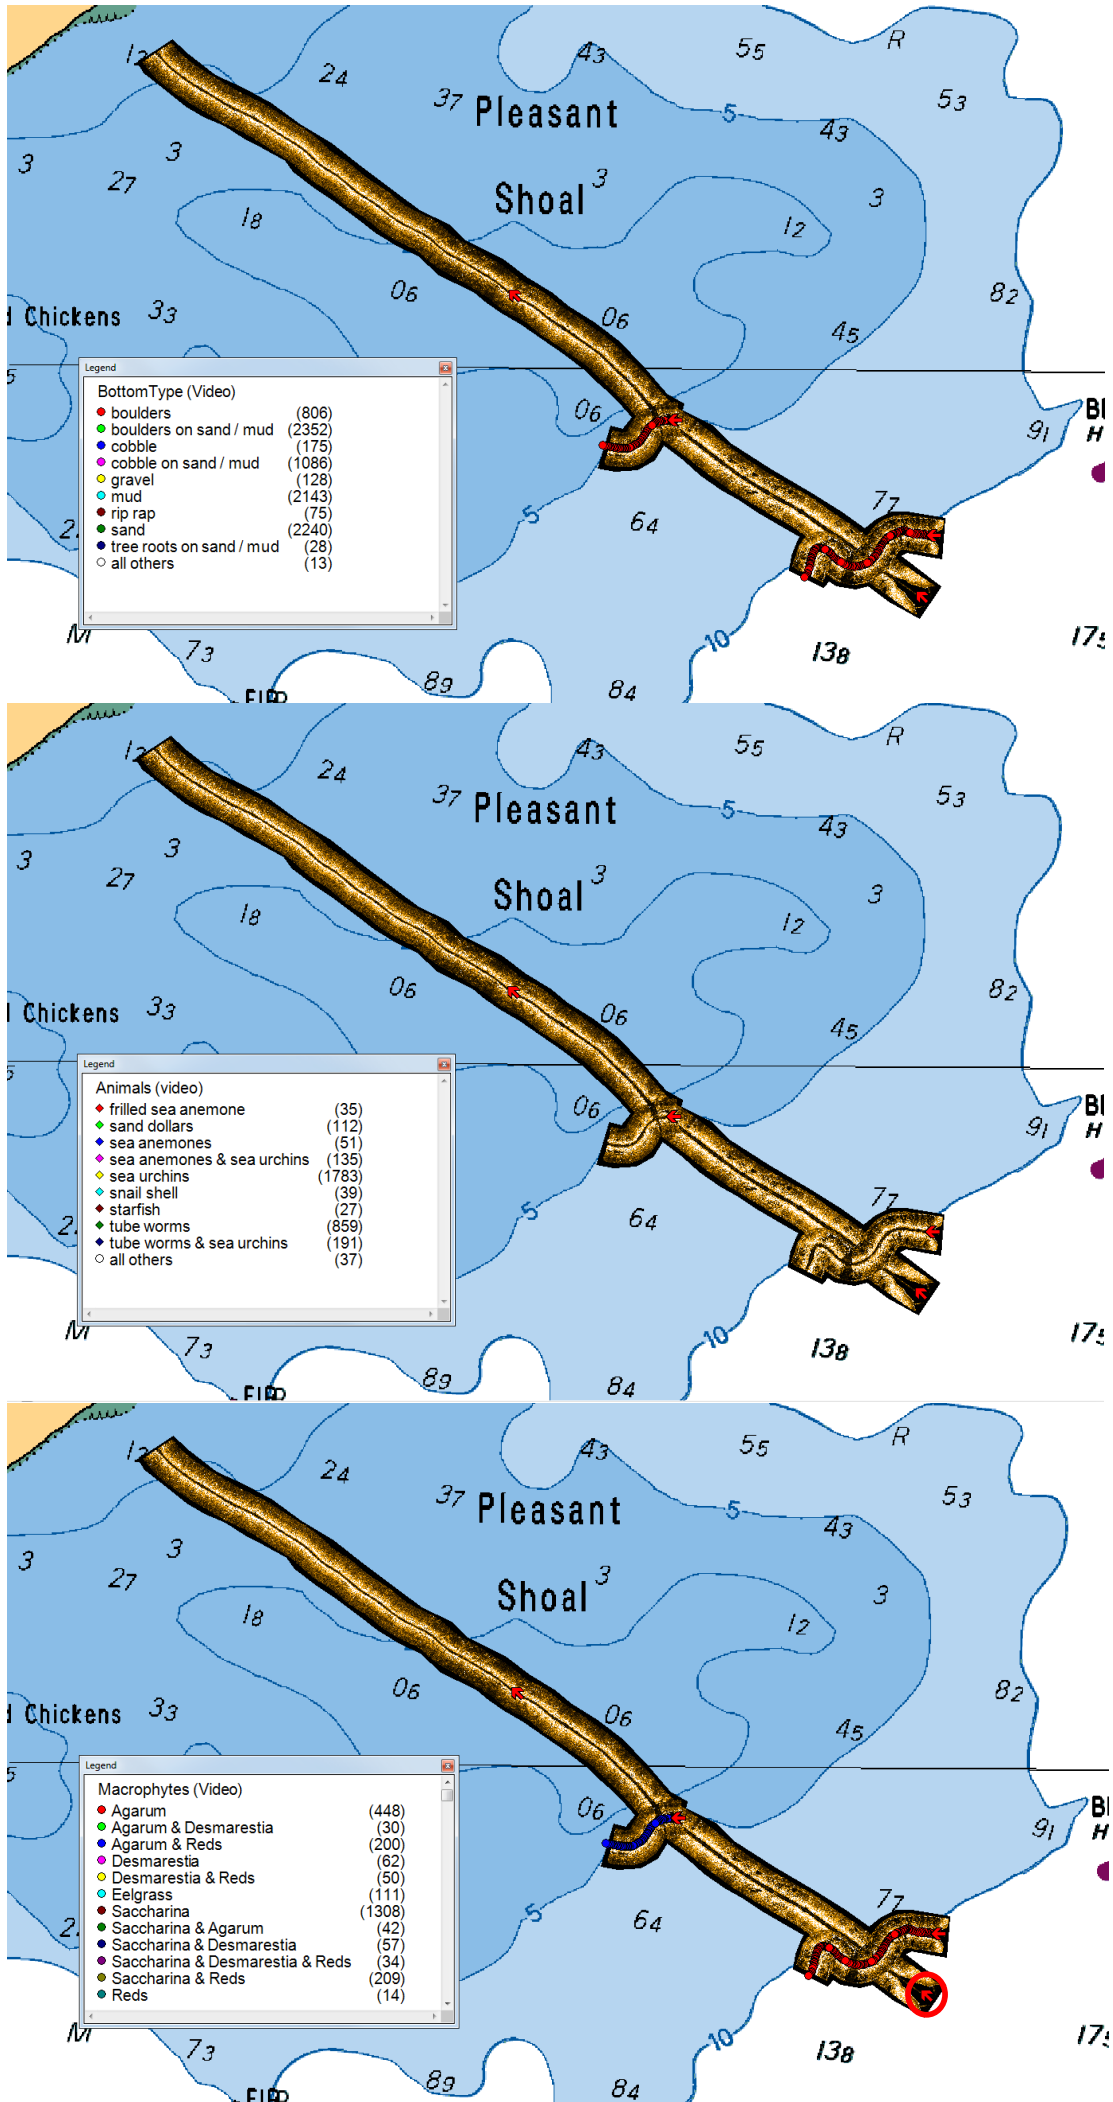 12
24
43
55
R
37
Pleasant
5
43
53
3
3
27
18
Shoal
3
12
3
06
06
82
d Chickens
33
45
Legend
BottomType (Video)
boulders (806)
boulders on sand / mud (2352)
cobble (175)
cobble on sand / mud (1086)
gravel (128)
mud (2143)
rip rap (75)
sand (2240)
tree roots on sand / mud (28)
all others (13)
06
91
H
5
64
77
M
73
10
138
175
89
84
12
24
43
55
R
37
Pleasant
5
43
53
3
3
27
18
Shoal
3
12
3
06
06
82
Chickens
33
45
Legend
Animals (video)
frilled sea anemone (35)
sand dollars (112)
sea anemones (51)
sea anemones & sea urchins (135)
sea urchins (1783)
snail shell (39)
starfish (27)
tube worms (859)
tube worms & sea urchins (191)
all others (37)
06
91
H
5
64
77
M
73
10
138
175
89
84
12
24
43
55
R
37
Pleasant
5
43
53
3
3
27
18
Shoal
3
12
3
06
06
82
d Chickens
33
45
Legend
Macrophytes (Video)
Agarum (448)
Agarum & Desmarestia (30)
Agarum & Reds (200)
Desmarestia (62)
Desmarestia & Reds (50)
Eelgrass (111)
Saccharina (1308)
Saccharina & Agarum (42)
Saccharina & Desmarestia (57)
Saccharina & Desmarestia & Reds (34)
Saccharina & Reds (209)
Reds (14)
06
91
H
5
64
77
M
73
10
138
175
89
84